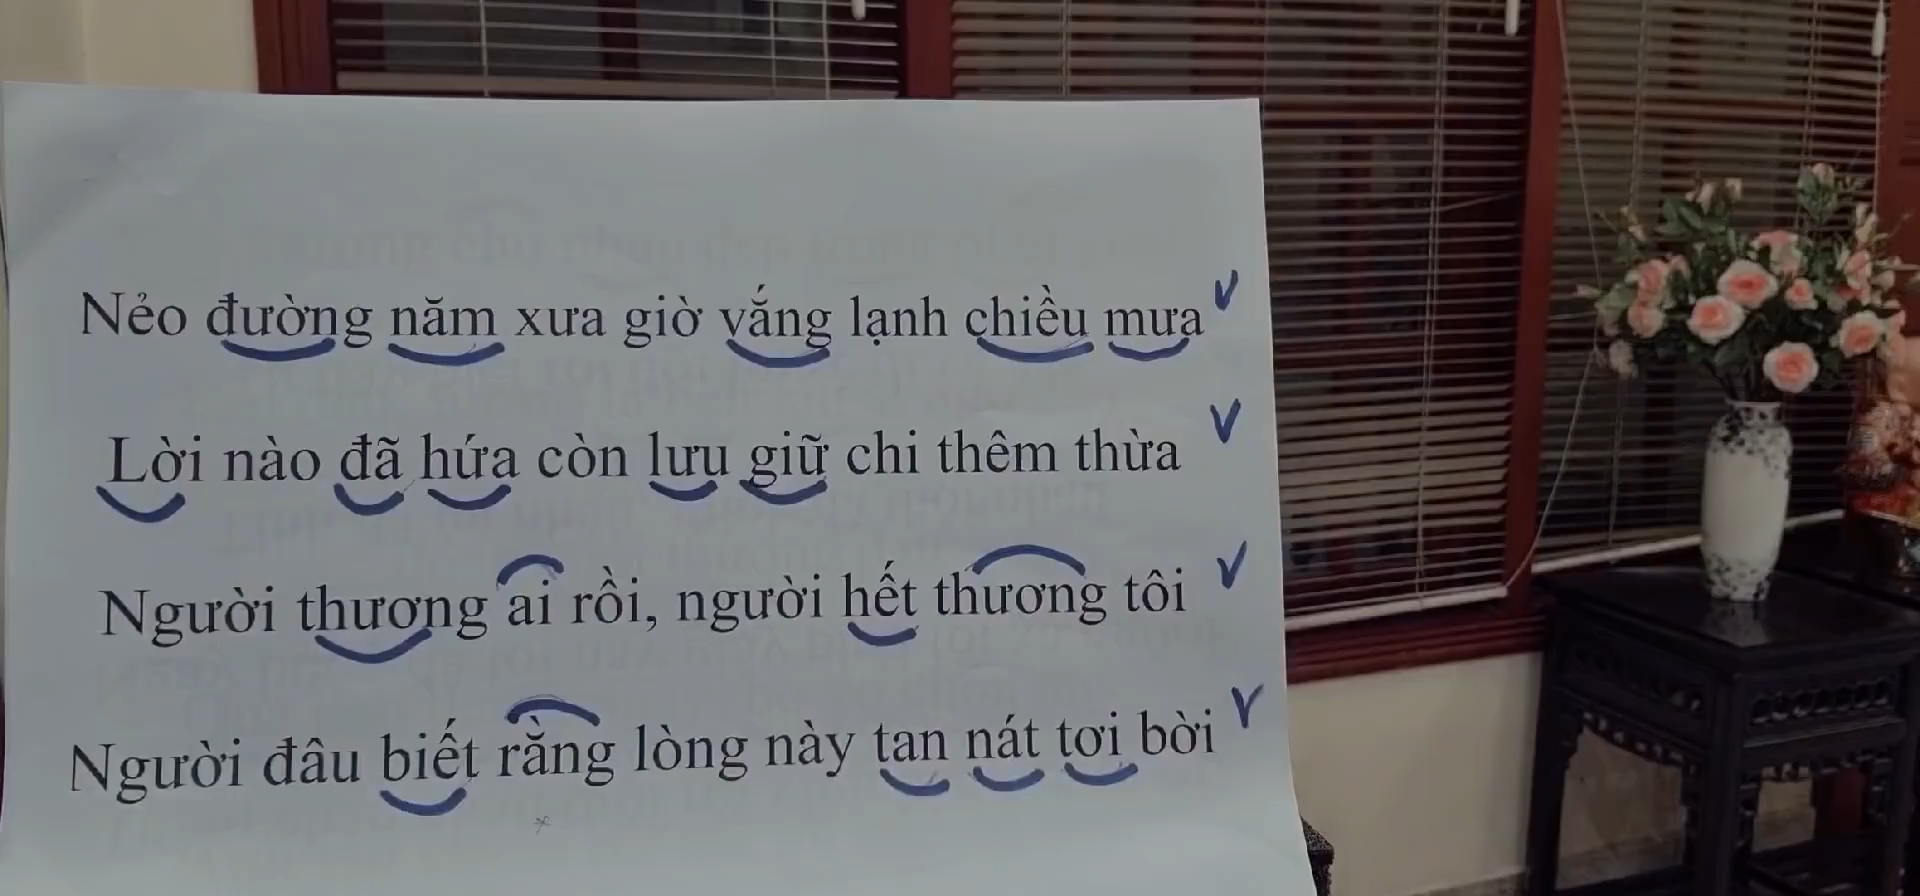 Nẻo đường năm xưa giờ vắng lạnh chiều mưa
Lời nào đã hứa còn lưu giữ chi thêm thừa
Người thương ai rồi, người hết thương tôi
Người đâu biết rằng lòng này tan nát tơi bời